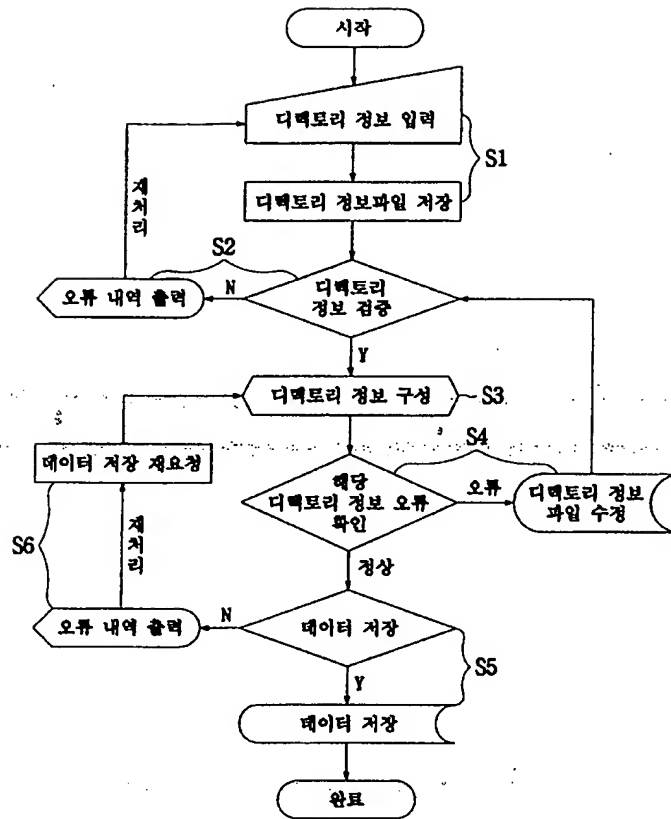 시작
디렉토리 정보 입력
S1
재처리
디렉토리 정보파일 저장
S2
오류 내역 출력
N
디렉토리
정보 검증
Y
디렉토리 정보 구성
S3
데이터 저장 재요청
S4
해당
디렉토리 정보 오류
확인
오류
디렉토리 정보
파일 수정
S6
재처리
정상
오류 내역 출력
N
데이터 저장
S5
Y
데이터 저장
완료